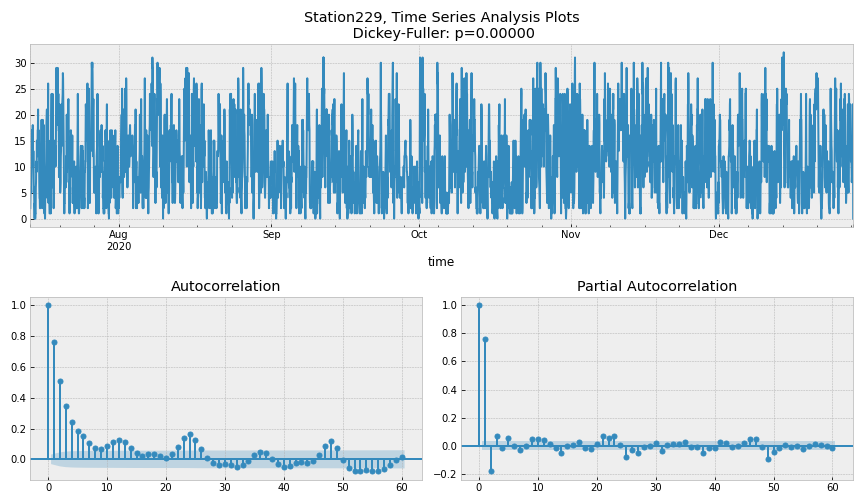 Station229, Time Series Analysis Plots
Dickey-Fuller: p=0.00000
30
25
20
15
10
5
0
Aug
2020
Sep
Oct
Nov
Dec
time
Autocorrelation
1.0
0.8
0.6
0.4
0.2
0.0
0 10 20 30 40 50 60
Partial Autocorrelation
1.0
0.8
0.6
0.4
0.2
0.0
−0.2
0 10 20 30 40 50 60